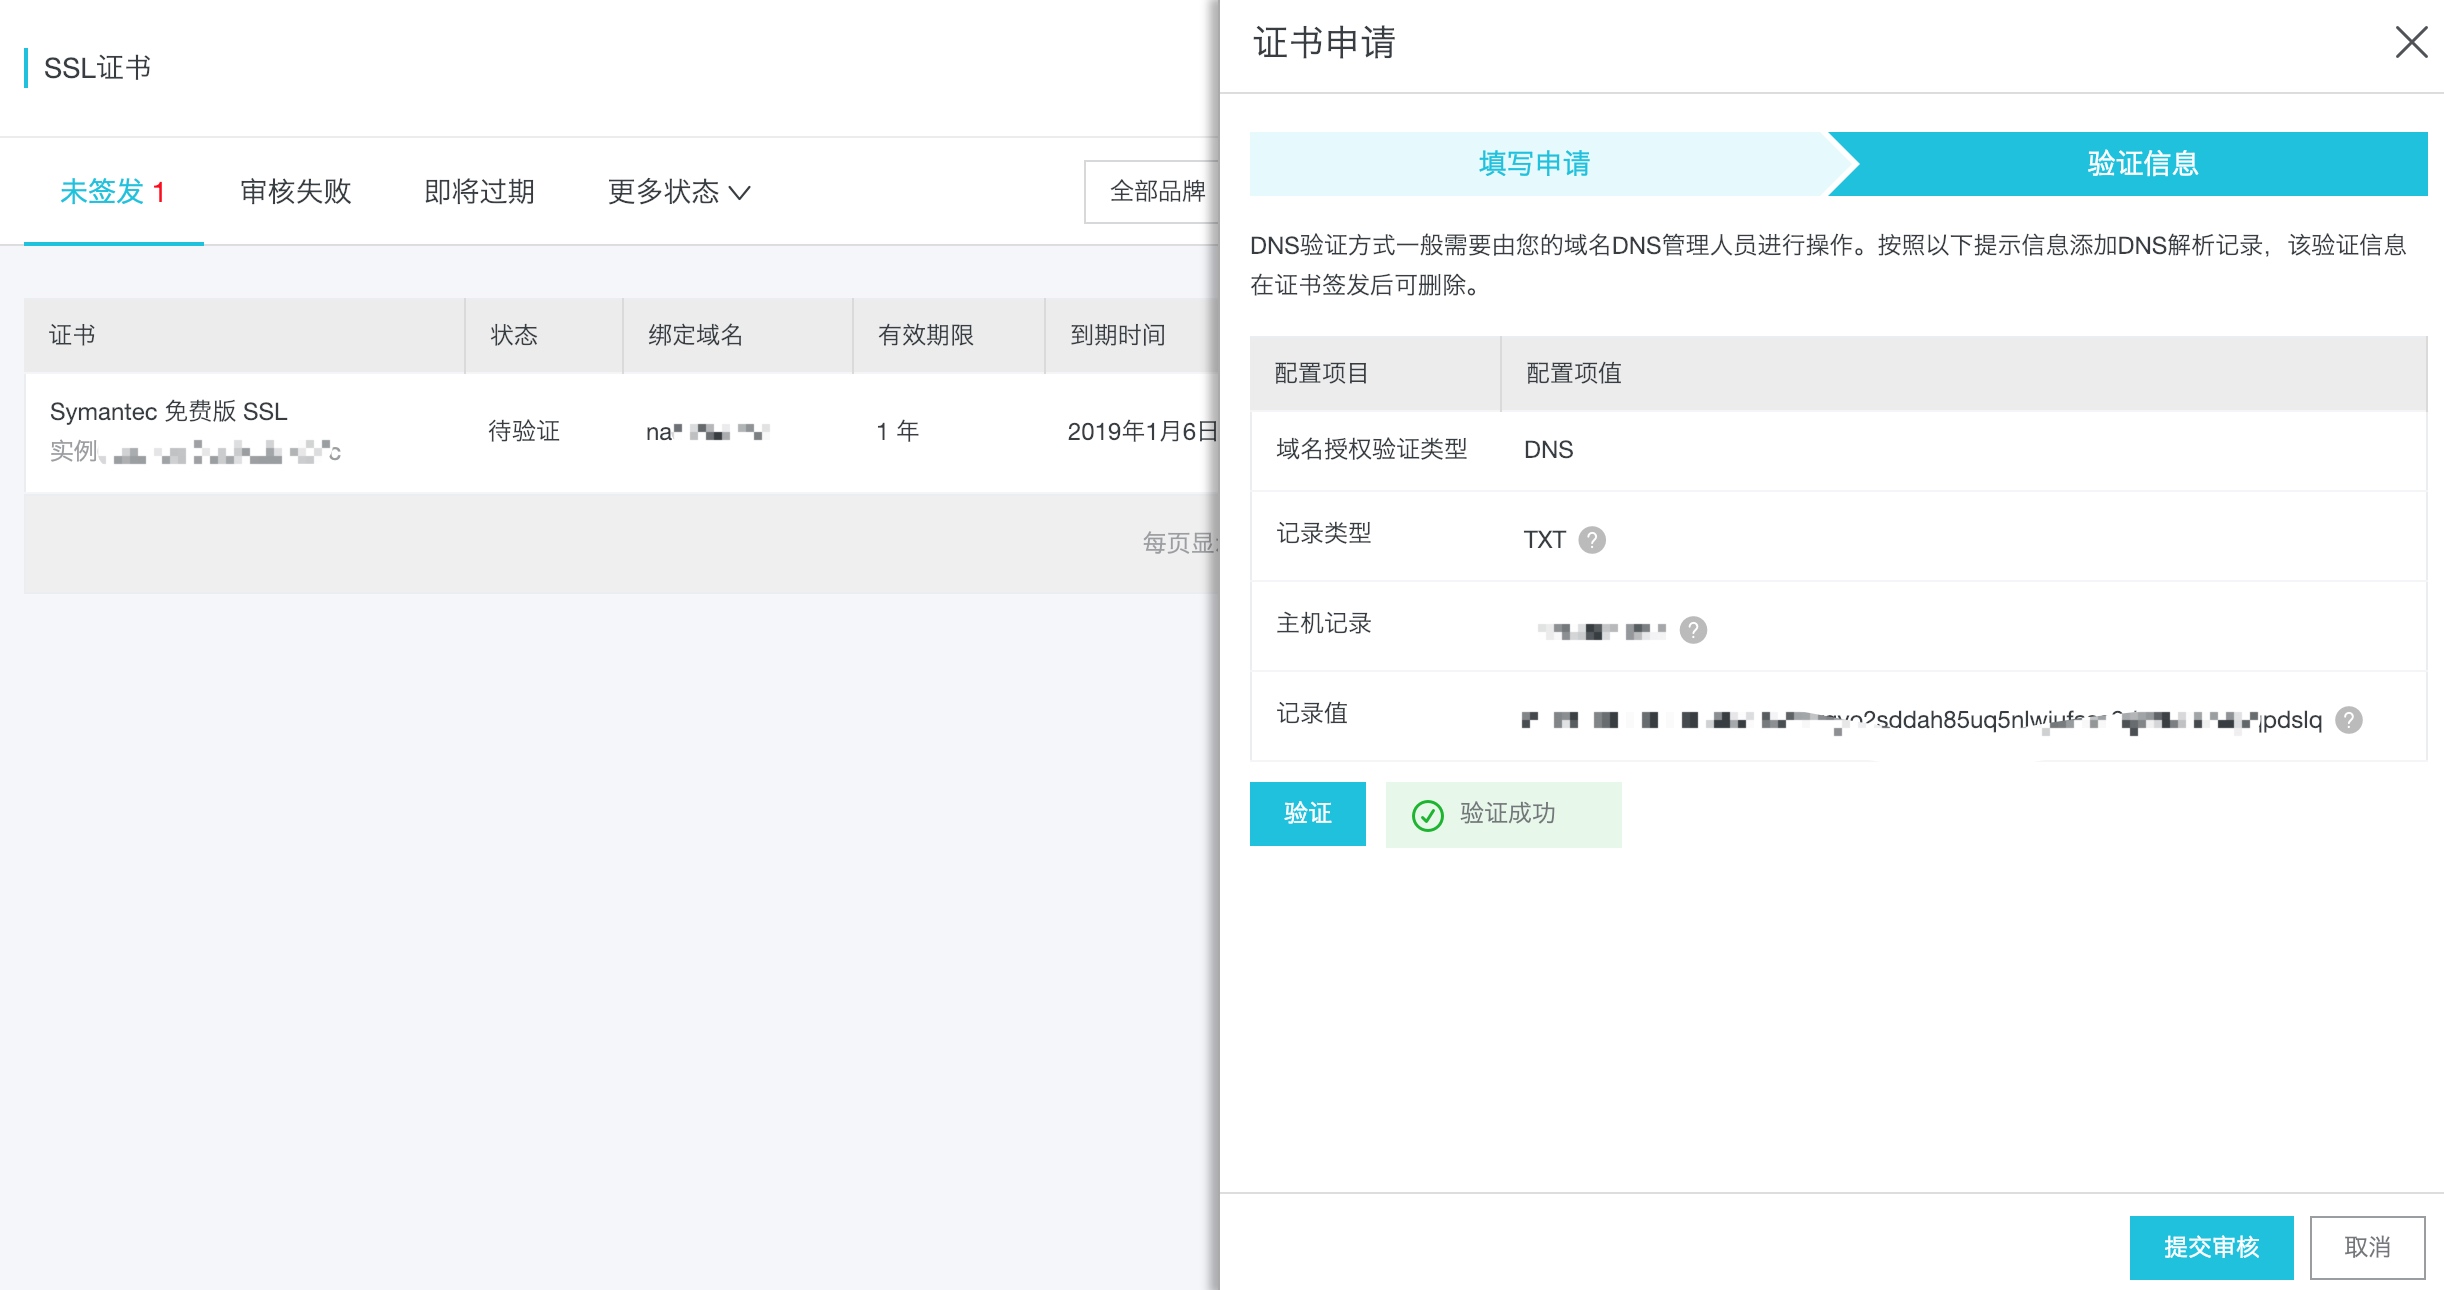 SSL证书
未签发 1
审核失败
即将过期
更多状态
全部品牌
证书
状态
绑定域名
有效期限
到期时间
Symantec 免费版 SSL
实例
待验证
na
1 年
2019年1月6日
每页显
证书申请
填写申请
验证信息
DNS验证方式一般需要由您的域名DNS管理人员进行操作。按照以下提示信息添加DNS解析记录，该验证信息
在证书签发后可删除。
配置项目
配置项值
域名授权验证类型
DNS
记录类型
TXT ?
主机记录
?
记录值
2sddah85uq5nlw pdslq ?
验证
验证成功
提交审核
取消